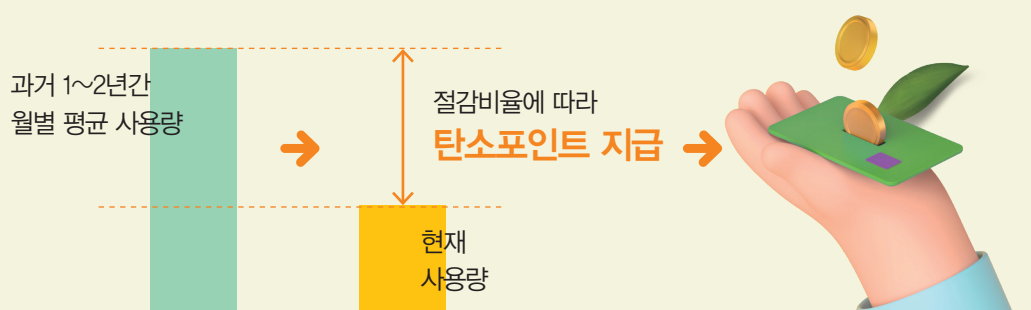 과거 1~2년간
월별 평균 사용량
절감비율에 따라
탄소포인트 지급
현재
사용량